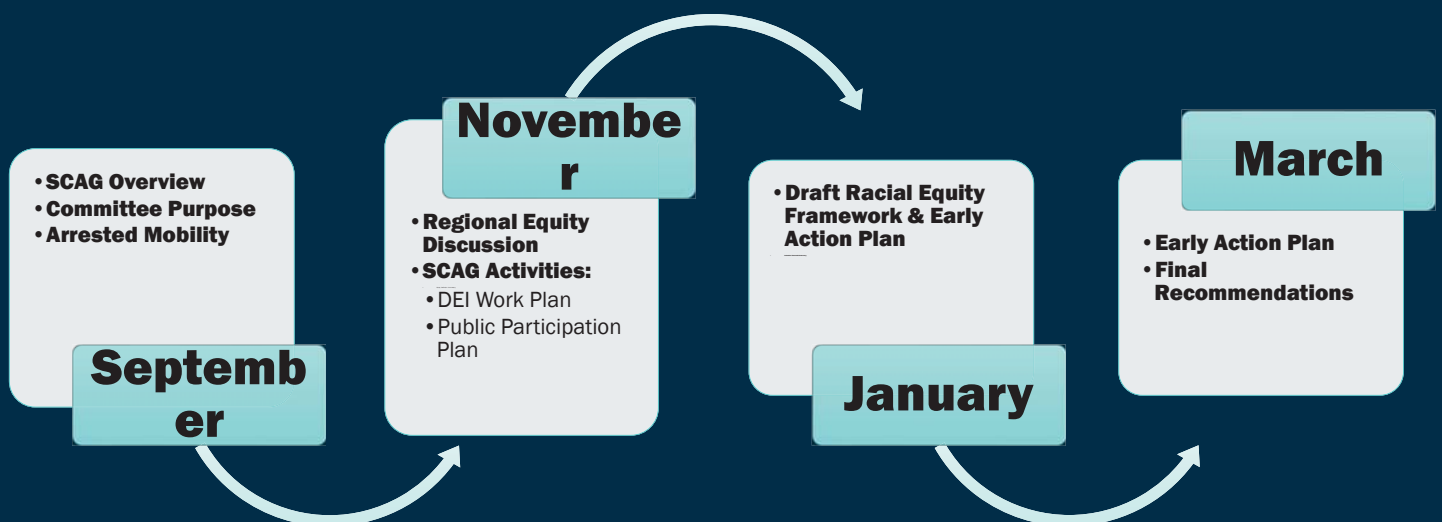 • SCAG Overview
• Committee Purpose
• Arrested Mobility
Septemb
er
Novembe
r
• Regional Equity
Discussion
• SCAG Activities:
• DEI Work Plan
• Public Participation
Plan
• Draft Racial Equity
Framework & Early
Action Plan
January
March
• Early Action Plan
• Final
Recommendations